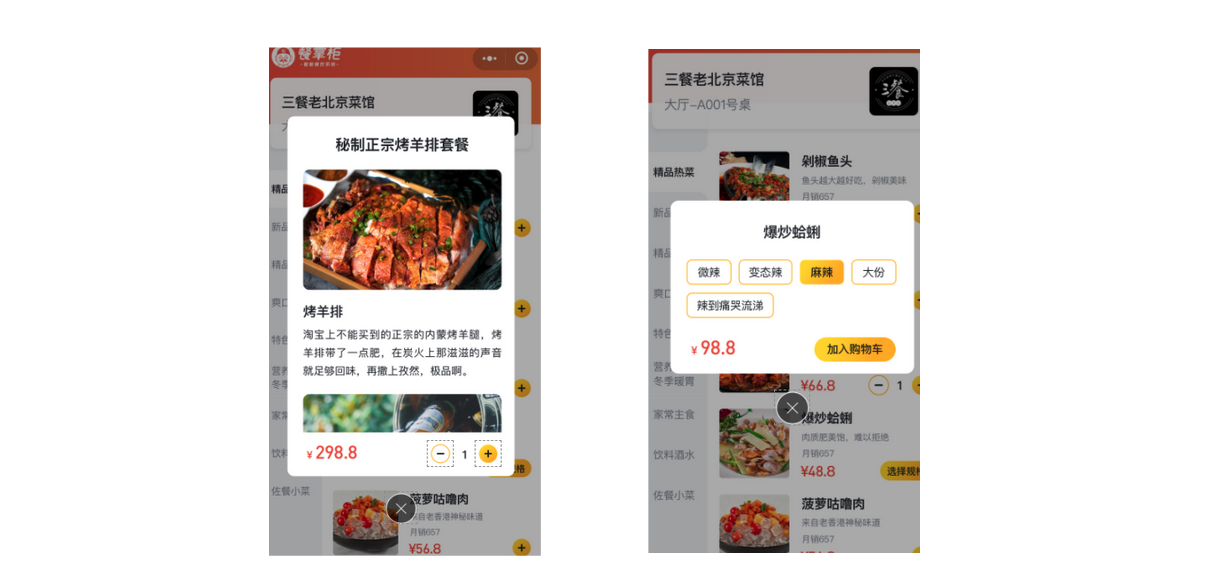 餐掌柜
三餐老北京菜馆
三餐
秘制正宗烤羊排套餐
精品
新品
精品
爽口
特色
营养
冬季
家常
饮料
佐餐小菜
烤羊排
淘宝上不能买到的正宗的内蒙烤羊腿，烤
羊排带了一点肥，在炭火上那滋滋的声音
就足够回味，再撒上孜然，极品啊。
¥ 298.8
1
格
菠萝咕噜肉
来自老香港神秘味道
月销657
¥56.8
三餐老北京菜馆
大厅–A001号桌
三餐
精品热菜
新品
精品
爽口
特色
营养
冬季暖胃
家常主食
饮料酒水
佐餐小菜
剁椒鱼头
鱼头越大越好吃，剁椒美味
月销657
爆炒蛤蜊
微辣
变态辣
麻辣
大份
辣到痛哭流涕
¥ 98.8
加入购物车
¥66.8
1
爆炒蛤蜊
肉质肥美饱，难以拒绝
月销657
¥48.8
选择规格
菠萝咕噜肉
来自老香港神秘味道
月销657